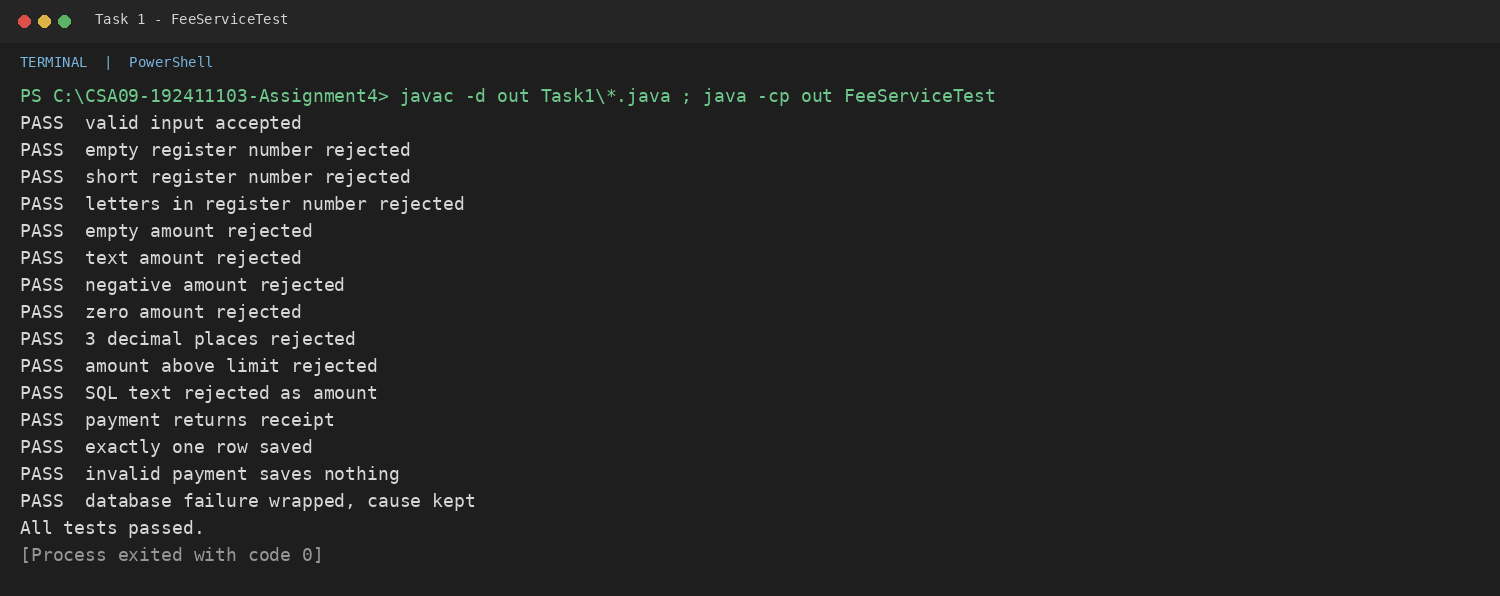 Task 1 - FeeServiceTest
TERMINAL | PowerShell
PS C:\CSA09-192411103-Assignment4> javac -d out Task1\*.java ; java -cp out FeeServiceTest
PASS  valid input accepted
PASS  empty register number rejected
PASS  short register number rejected
PASS  letters in register number rejected
PASS  empty amount rejected
PASS  text amount rejected
PASS  negative amount rejected
PASS  zero amount rejected
PASS  3 decimal places rejected
PASS  amount above limit rejected
PASS  SQL text rejected as amount
PASS  payment returns receipt
PASS  exactly one row saved
PASS  invalid payment saves nothing
PASS  database failure wrapped, cause kept
All tests passed.
[Process exited with code 0]